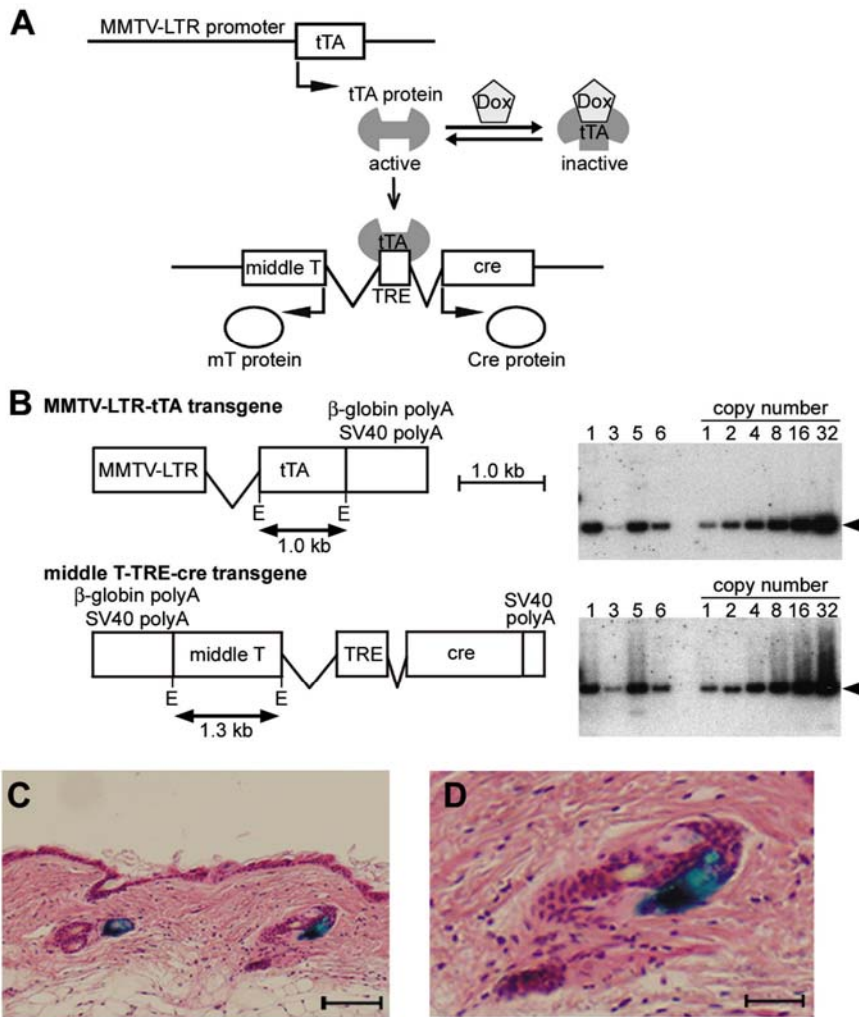 A
MMTV-LTR promoter
tTA
tTA protein
Dox
Dox
tTA
active
inactive
tTA
middle T
cre
TRE
mT protein
Cre protein
B
MMTV-LTR-tTA transgene
β-globin polyA
SV40 polyA
MMTV-LTR
tTA
1.0 kb
E
E
1.0 kb
copy number
1 3 5 6 1 2 4 8 16 32
middle T-TRE-cre transgene
β-globin polyA
SV40 polyA
SV40
polyA
middle T
TRE
cre
E
E
1.3 kb
copy number
1 3 5 6 1 2 4 8 16 32
C
D